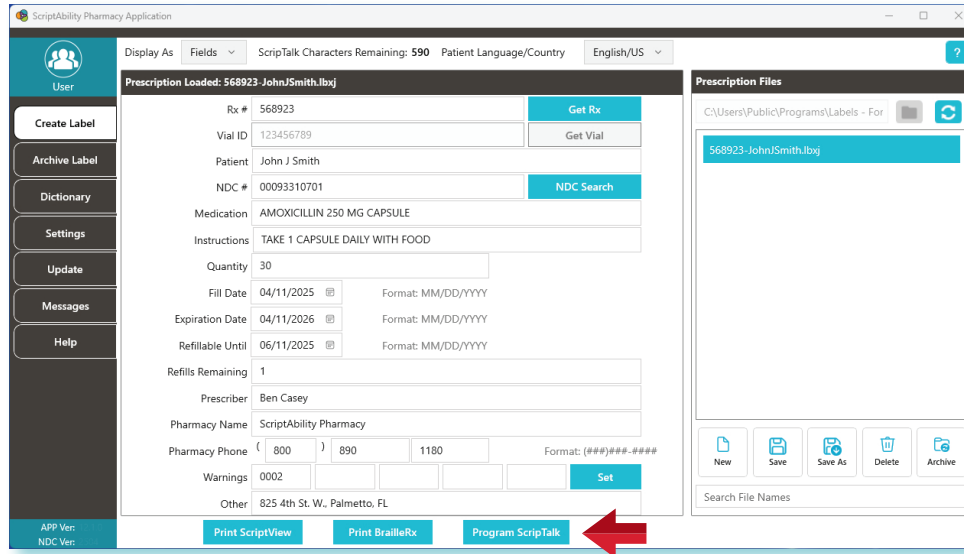 ScriptAbility Pharmacy Application
User
Create Label
Archive Label
Dictionary
Settings
Update
Messages
Help
APP Ver:
NDC Ver:
Display As Fields ScripTalk Characters Remaining: 590 Patient Language/Country English/US ?
Prescription Loaded: 568923-JohnJSmith.lbxj
Rx # 568923 Get Rx
Vial ID 123456789 Get Vial
Patient John J Smith
NDC # 00093310701 NDC Search
Medication AMOXICILLIN 250 MG CAPSULE
Instructions TAKE 1 CAPSULE DAILY WITH FOOD
Quantity 30
Fill Date 04/11/2025 Format: MM/DD/YYYY
Expiration Date 04/11/2026 Format: MM/DD/YYYY
Refillable Until 06/11/2025 Format: MM/DD/YYYY
Refills Remaining 1
Prescriber Ben Casey
Pharmacy Name ScriptAbility Pharmacy
Pharmacy Phone ( 800 ) 890 1180 Format: (###)###-####
Warnings 0002 Set
Other 825 4th St. W., Palmetto, FL
Print ScriptView Print BrailleRx Program ScripTalk
Prescription Files
C:\Users\Public\Programs\Labels - For
568923-JohnJSmith.lbxj
New Save Save As Delete Archive
Search File Names